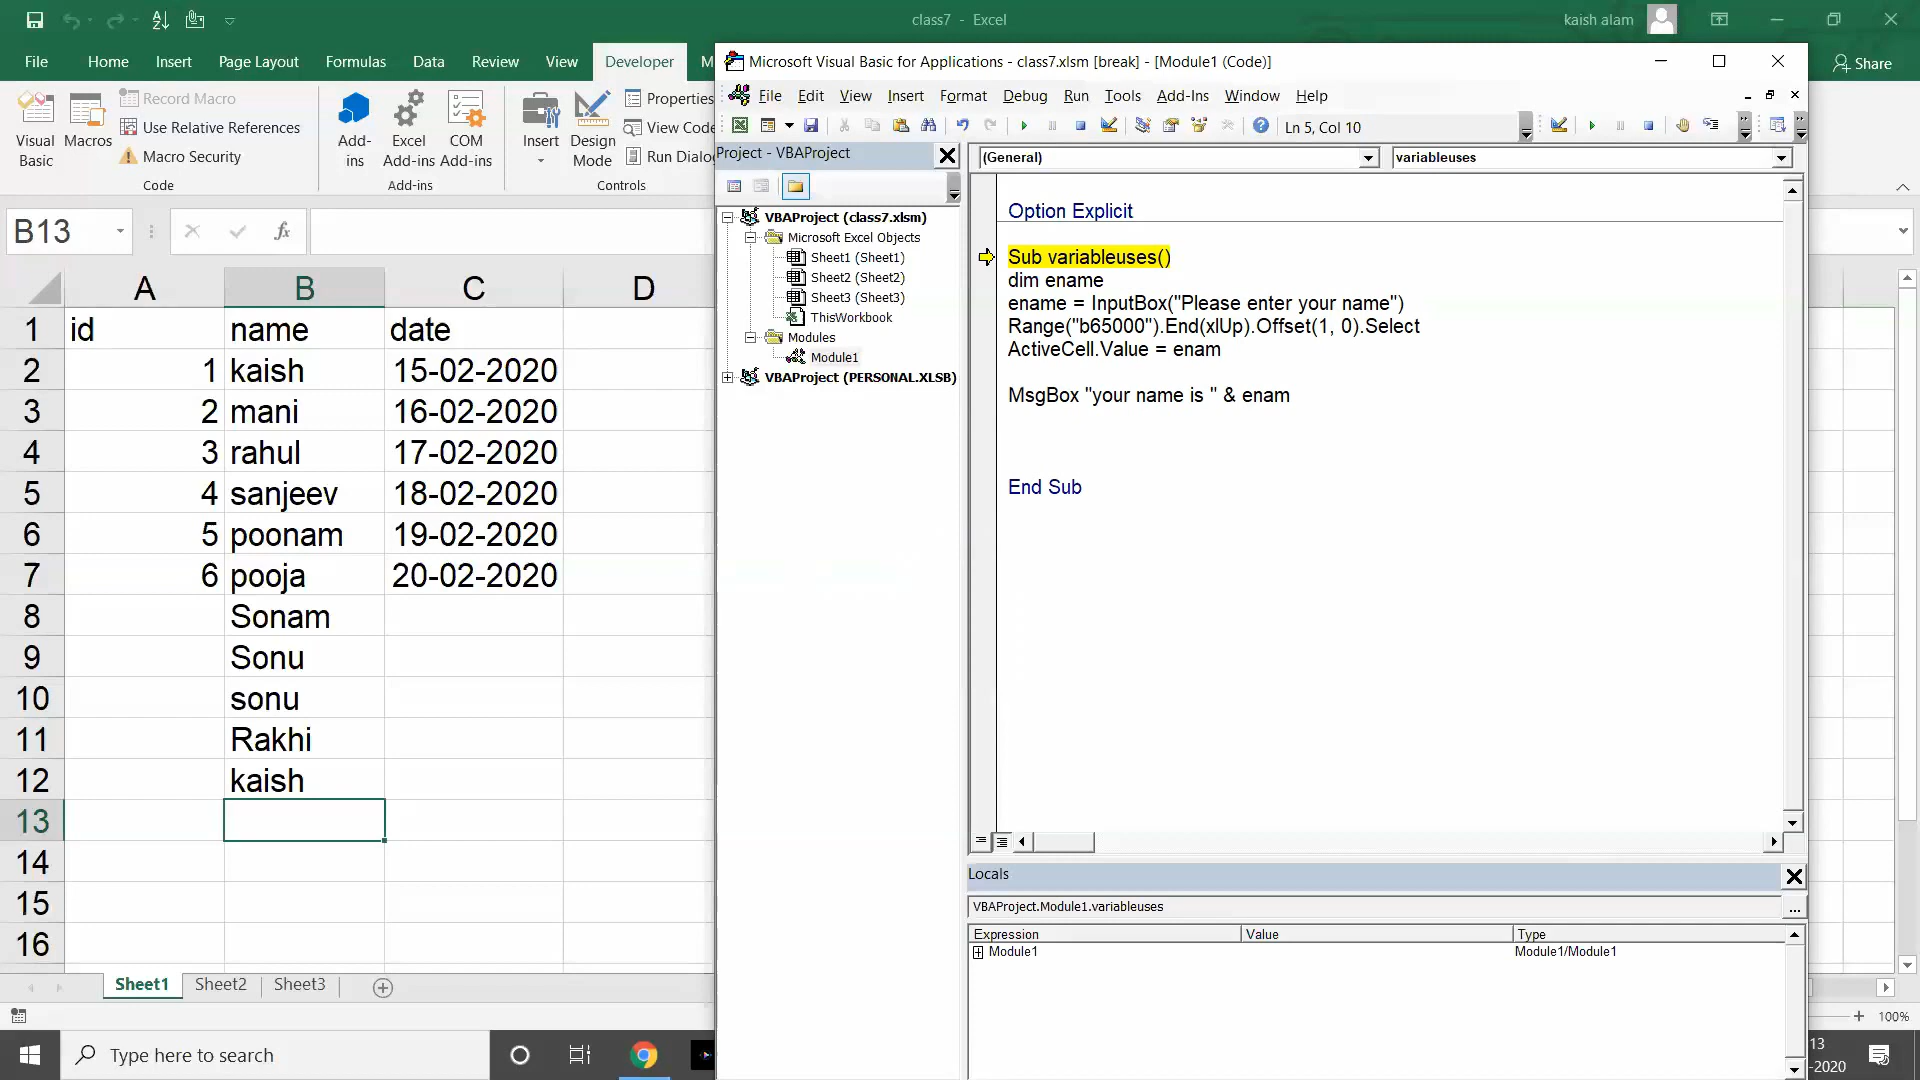 class7 - Excel
kaish alam
File Home Insert Page Layout Formulas Data Review View Developer M
Share
Visual Basic
Macros
Record Macro
Use Relative References
Macro Security
Code
Add-ins
Excel Add-ins
COM Add-ins
Add-ins
Insert
Design Mode
Properties
View Code
Run Dialo
Controls
B13
fx
A B C D
1 id name date
2 1 kaish 15-02-2020
3 2 mani 16-02-2020
4 3 rahul 17-02-2020
5 4 sanjeev 18-02-2020
6 5 poonam 19-02-2020
7 6 pooja 20-02-2020
8 Sonam
9 Sonu
10 sonu
11 Rakhi
12 kaish
13
14
15
16
Sheet1 Sheet2 Sheet3
100%
Type here to search
13
-2020
Microsoft Visual Basic for Applications - class7.xlsm [break] - [Module1 (Code)]
File Edit View Insert Format Debug Run Tools Add-Ins Window Help
Ln 5, Col 10
Project - VBAProject
VBAProject (class7.xlsm)
Microsoft Excel Objects
Sheet1 (Sheet1)
Sheet2 (Sheet2)
Sheet3 (Sheet3)
ThisWorkbook
Modules
Module1
VBAProject (PERSONAL.XLSB)
(General)
variableuses
Option Explicit
Sub variableuses()
dim ename
ename = InputBox("Please enter your name")
Range("b65000").End(xlUp).Offset(1, 0).Select
ActiveCell.Value = enam
MsgBox "your name is " & enam
End Sub
Locals
VBAProject.Module1.variableuses
...
Expression Value Type
Module1 Module1/Module1